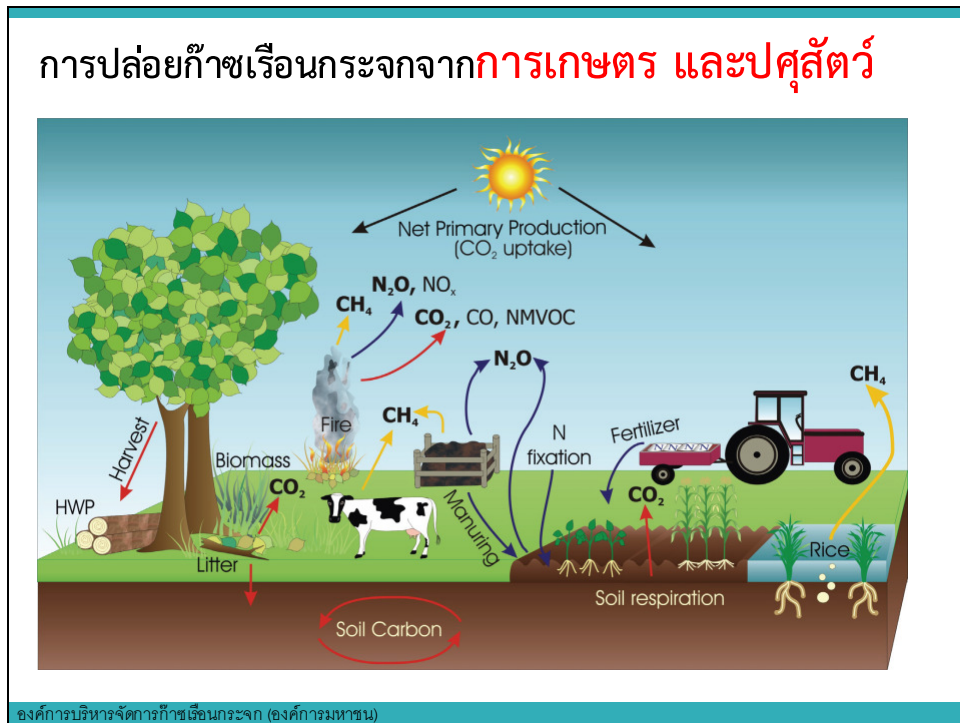 การปล่อยก๊าซเรือนกระจกจากการเกษตร และปศุสัตว์
Net Primary Production
(CO₂ uptake)
N₂O, NOₓ
CH₄
CO₂, CO, NMVOC
N₂O
CH₄
CH₄
Fire
Harvest
Biomass
CO₂
HWP
Litter
Manuring
N
fixation
Fertilizer
CO₂
Rice
Soil respiration
Soil Carbon
องค์การบริหารจัดการก๊าซเรือนกระจก (องค์การมหาชน)